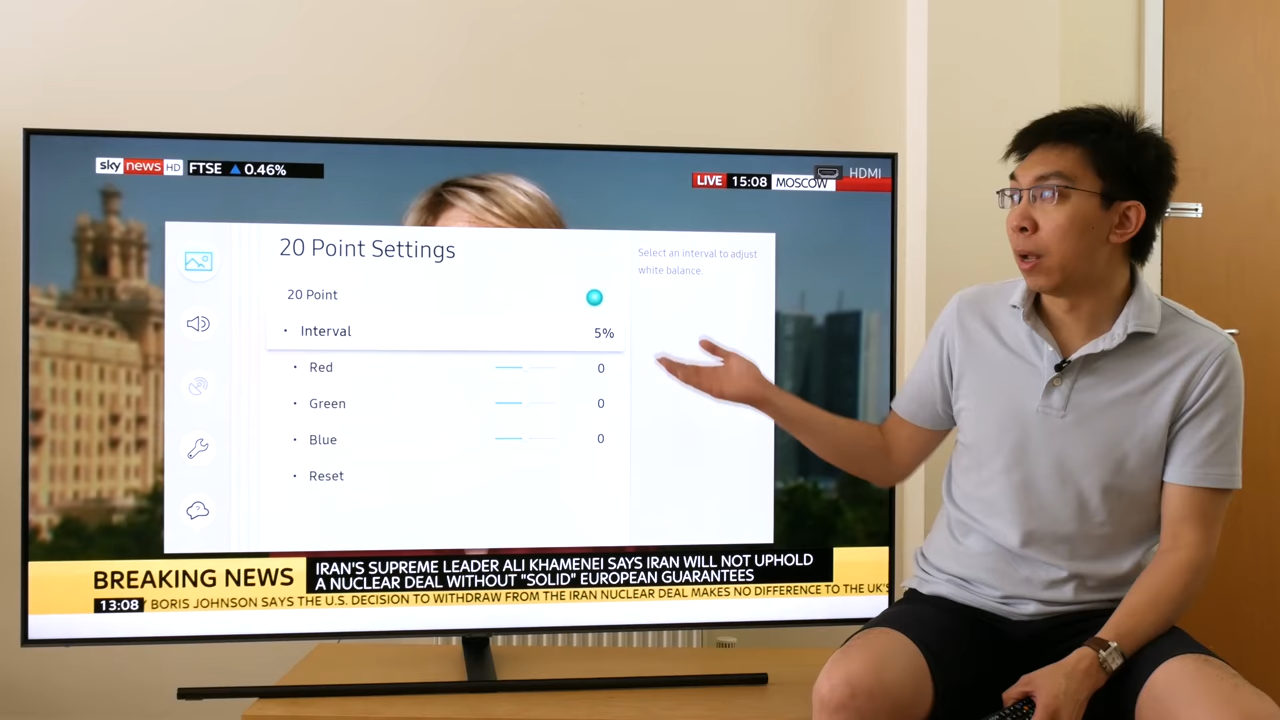 sky news HD FTSE ▲ 0.46%
HDMI
LIVE 15:08 MOSCOW
20 Point Settings
Select an interval to adjust
white balance.
20 Point
· Interval 5%
· Red 0
· Green 0
· Blue 0
· Reset
BREAKING NEWS
IRAN'S SUPREME LEADER ALI KHAMENEI SAYS IRAN WILL NOT UPHOLD
A NUCLEAR DEAL WITHOUT "SOLID" EUROPEAN GUARANTEES
13:08 BORIS JOHNSON SAYS THE U.S. DECISION TO WITHDRAW FROM THE IRAN NUCLEAR DEAL MAKES NO DIFFERENCE TO THE UK'S